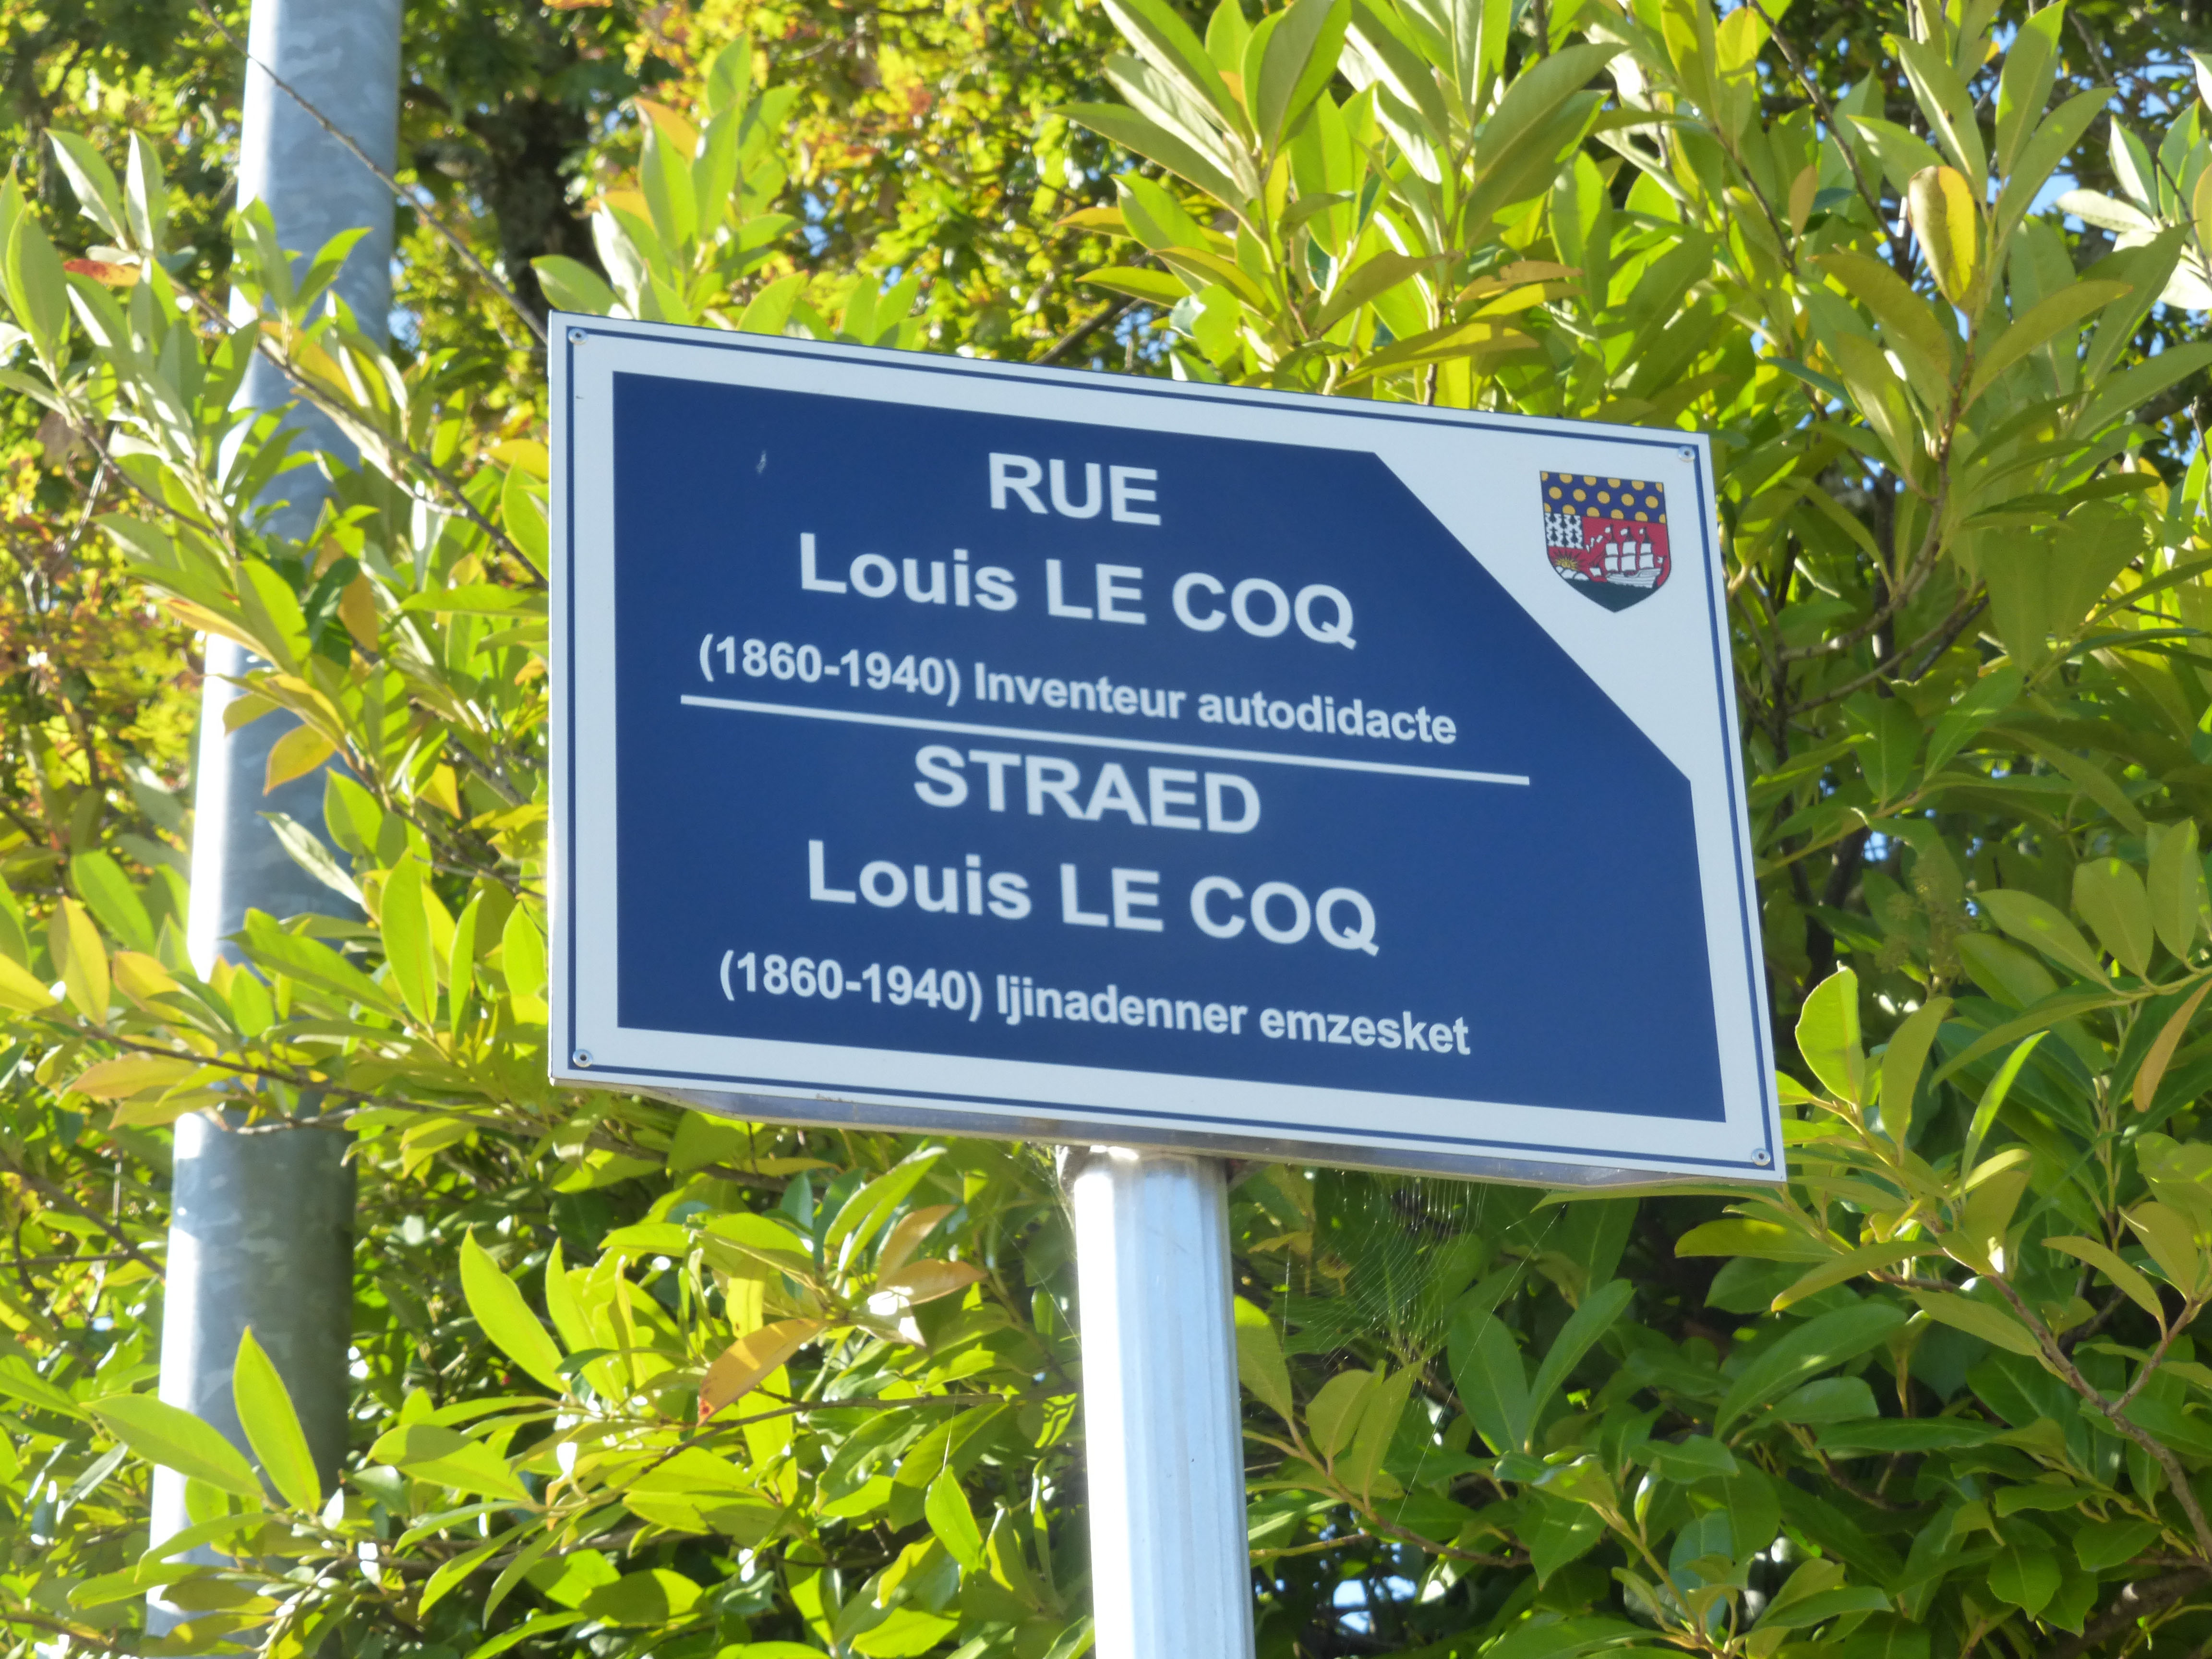 RUE
Louis LE COQ
(1860-1940) Inventeur autodidacte
STRAED
Louis LE COQ
(1860-1940) Ijinadenner emzesket